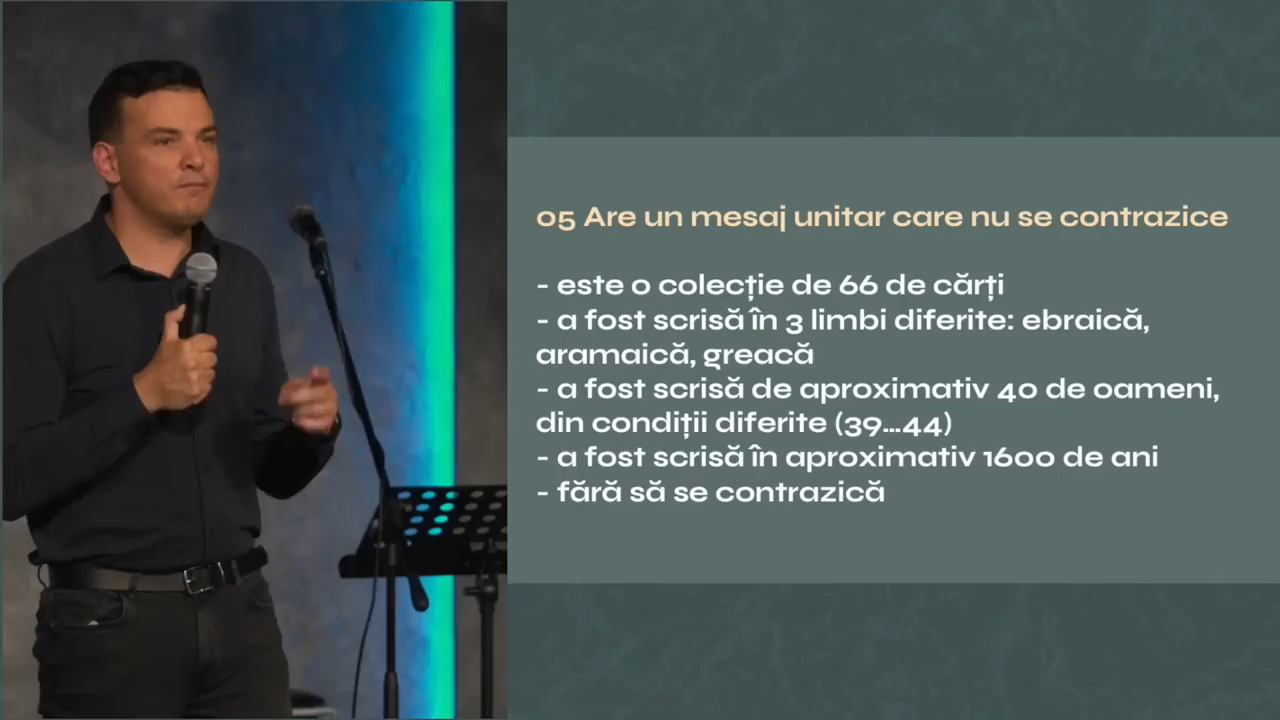 05 Are un mesaj unitar care nu se contrazice
- este o colecție de 66 de cărți
- a fost scrisă în 3 limbi diferite: ebraică,
aramaică, greacă
- a fost scrisă de aproximativ 40 de oameni,
din condiții diferite (39...44)
- a fost scrisă în aproximativ 1600 de ani
- fără să se contrazică